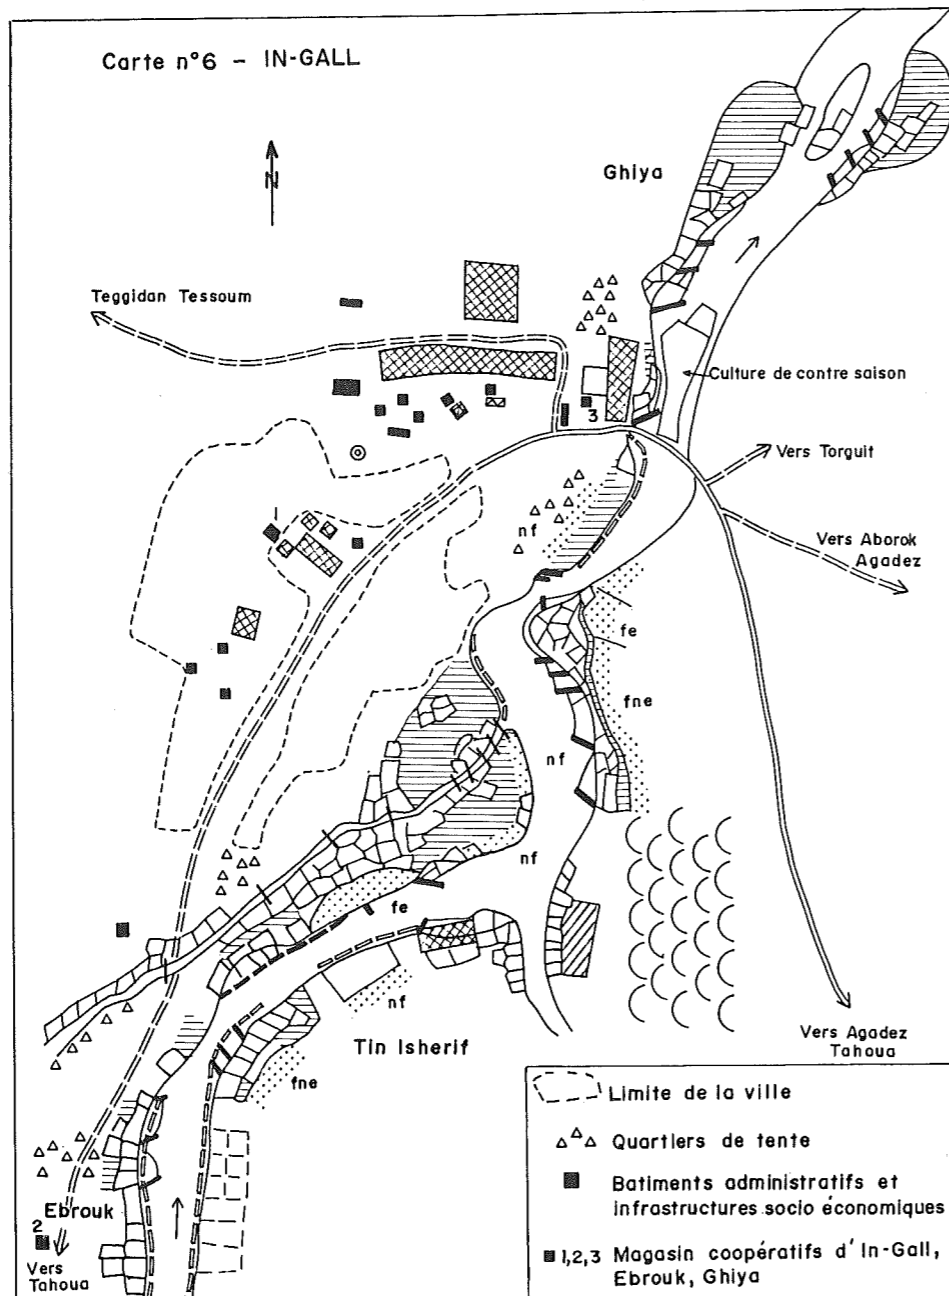 Carte n°6 - IN-GALL
N
Ghiya
Teggidan Tessoum
Culture de contre saison
3
Vers Torguit
nf
Vers Aborok
Agadez
fe
fne
nf
nf
fe
nf
Tin Isherif
fne
Vers Agadez
Tahoua
Ebrouk
2
Vers
Tahoua
Limite de la ville
Quartiers de tente
Batiments administratifs et
infrastructures socio économiques
1,2,3 Magasin coopératifs d'In-Gall,
Ebrouk, Ghiya